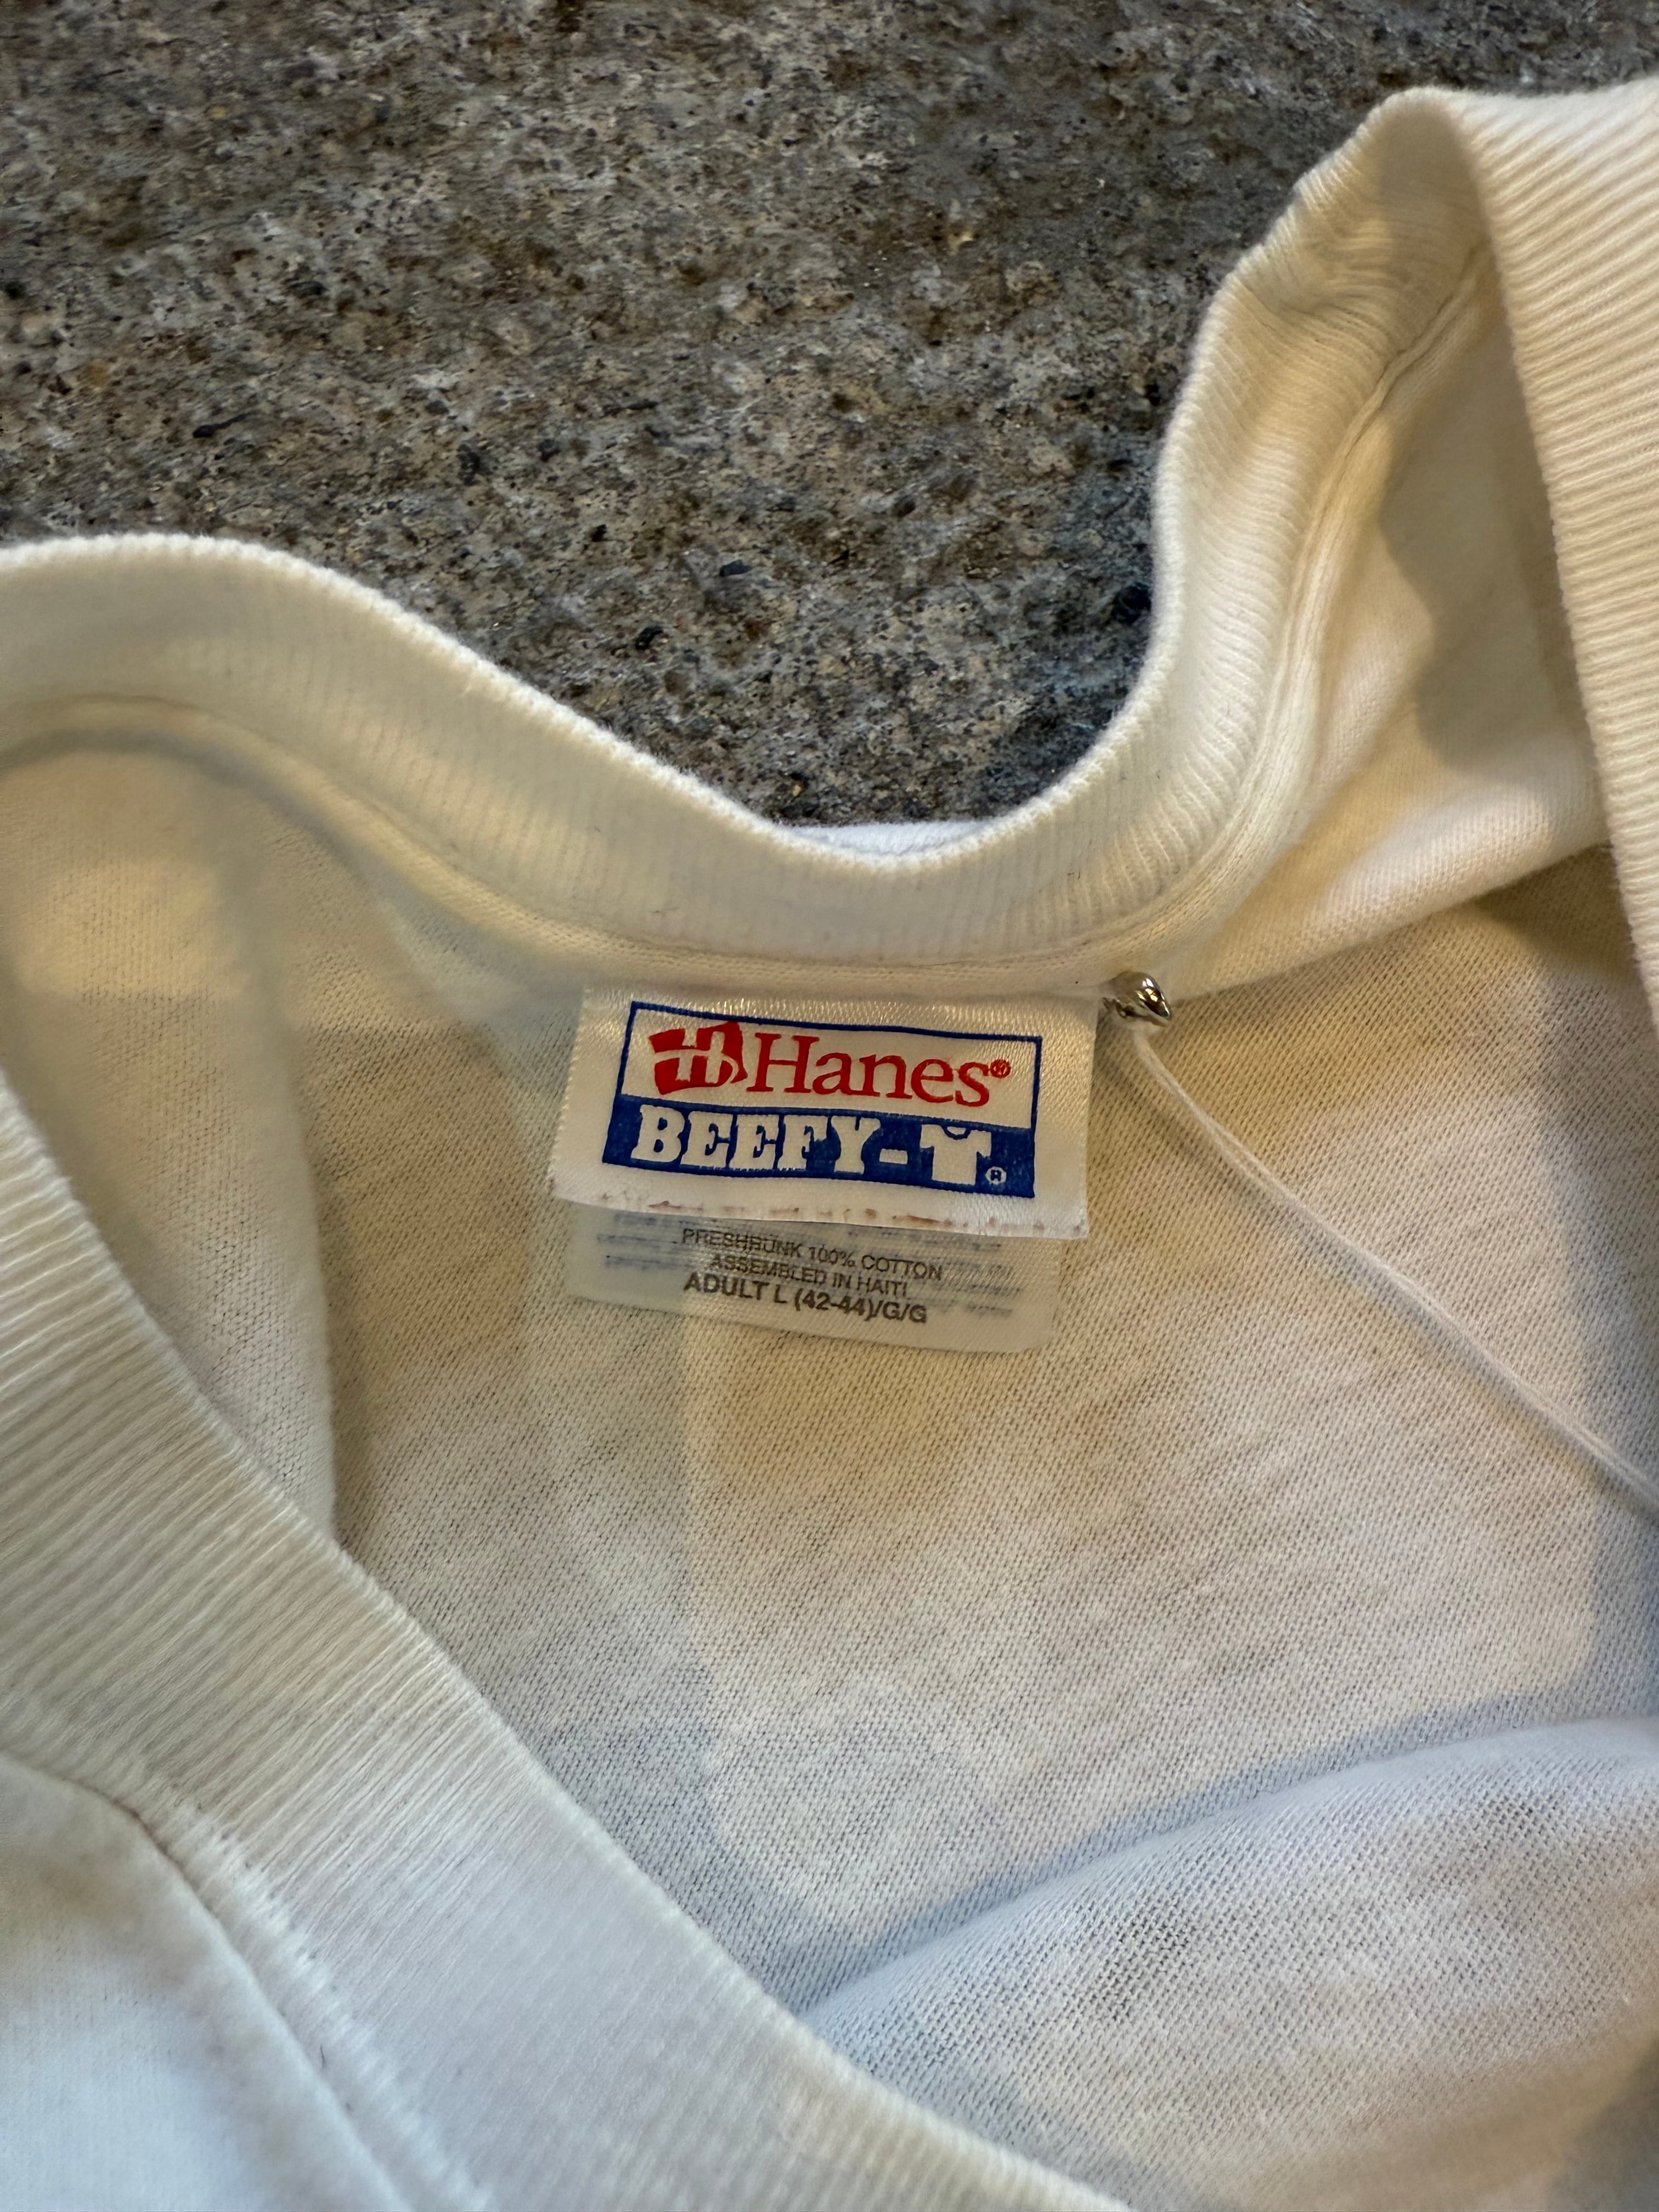 Hanes®
BEEFY-T®
PRESHRUNK 100% COTTON
ASSEMBLED IN HAITI
ADULT L (42-44)/G/G